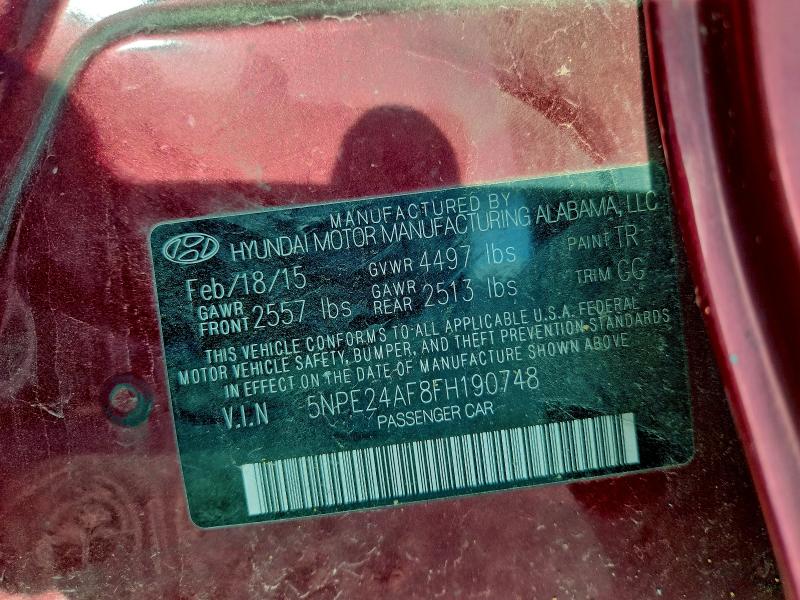 MANUFACTURED BY
HYUNDAI MOTOR MANUFACTURING ALABAMA, LLC
Feb/18/15 GVWR 4497 lbs PAINT TR
GAWR FRONT 2557 lbs GAWR REAR 2513 lbs TRIM GG
THIS VEHICLE CONFORMS TO ALL APPLICABLE U.S.A. FEDERAL
MOTOR VEHICLE SAFETY, BUMPER, AND THEFT PREVENTION STANDARDS
IN EFFECT ON THE DATE OF MANUFACTURE SHOWN ABOVE
V.I.N 5NPE24AF8FH190748
PASSENGER CAR